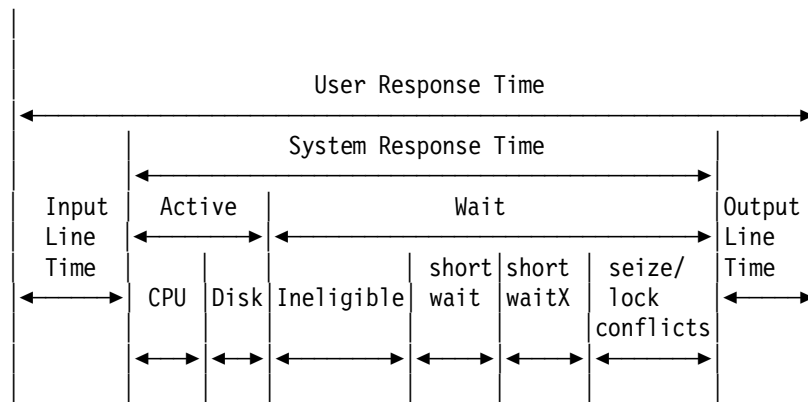 User Response Time
System Response Time
Input Active Wait Output
Line Line
Time short short seize/ Time
CPU Disk Ineligible wait waitX lock
conflicts